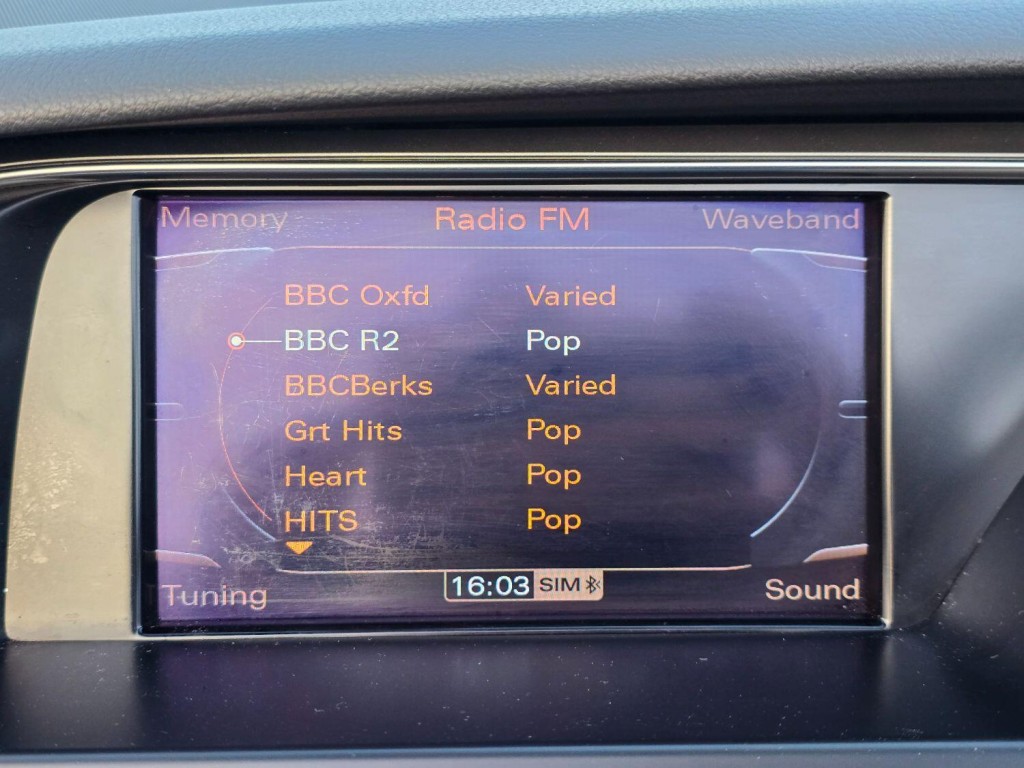 Memory Radio FM Waveband
BBC Oxfd Varied
BBC R2 Pop
BBCBerks Varied
Grt Hits Pop
Heart Pop
HITS Pop
Tuning 16:03 SIM Sound